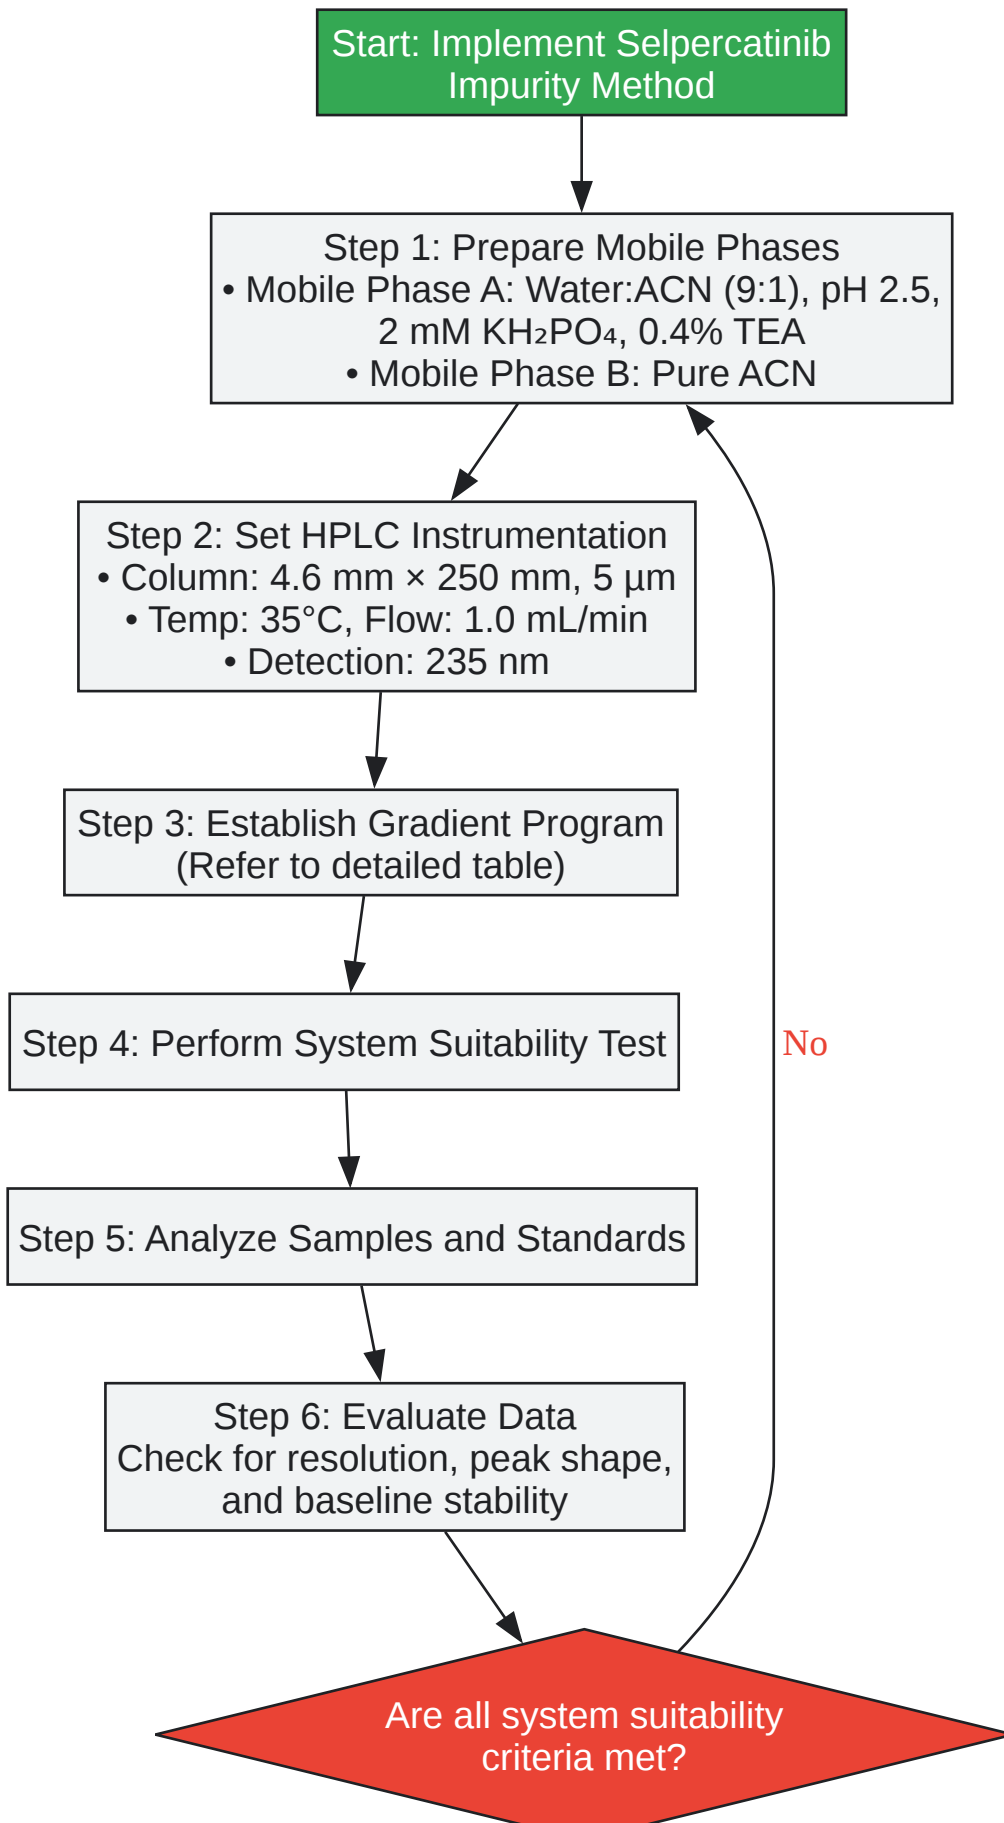 Start: Implement Selpercatinib
Impurity Method
Step 1: Prepare Mobile Phases
• Mobile Phase A: Water:ACN (9:1), pH 2.5,
2 mM KH₂PO₄, 0.4% TEA
• Mobile Phase B: Pure ACN
Step 2: Set HPLC Instrumentation
• Column: 4.6 mm × 250 mm, 5 µm
• Temp: 35°C, Flow: 1.0 mL/min
• Detection: 235 nm
Step 3: Establish Gradient Program
(Refer to detailed table)
Step 4: Perform System Suitability Test
No
Step 5: Analyze Samples and Standards
Step 6: Evaluate Data
Check for resolution, peak shape,
and baseline stability
Are all system suitability
criteria met?